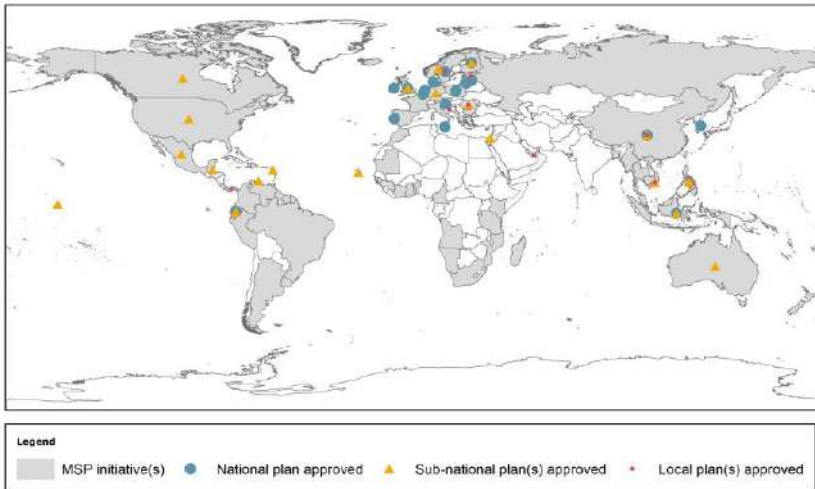 Legend
MSP initiative(s) National plan approved Sub-national plan(s) approved Local plan(s) approved